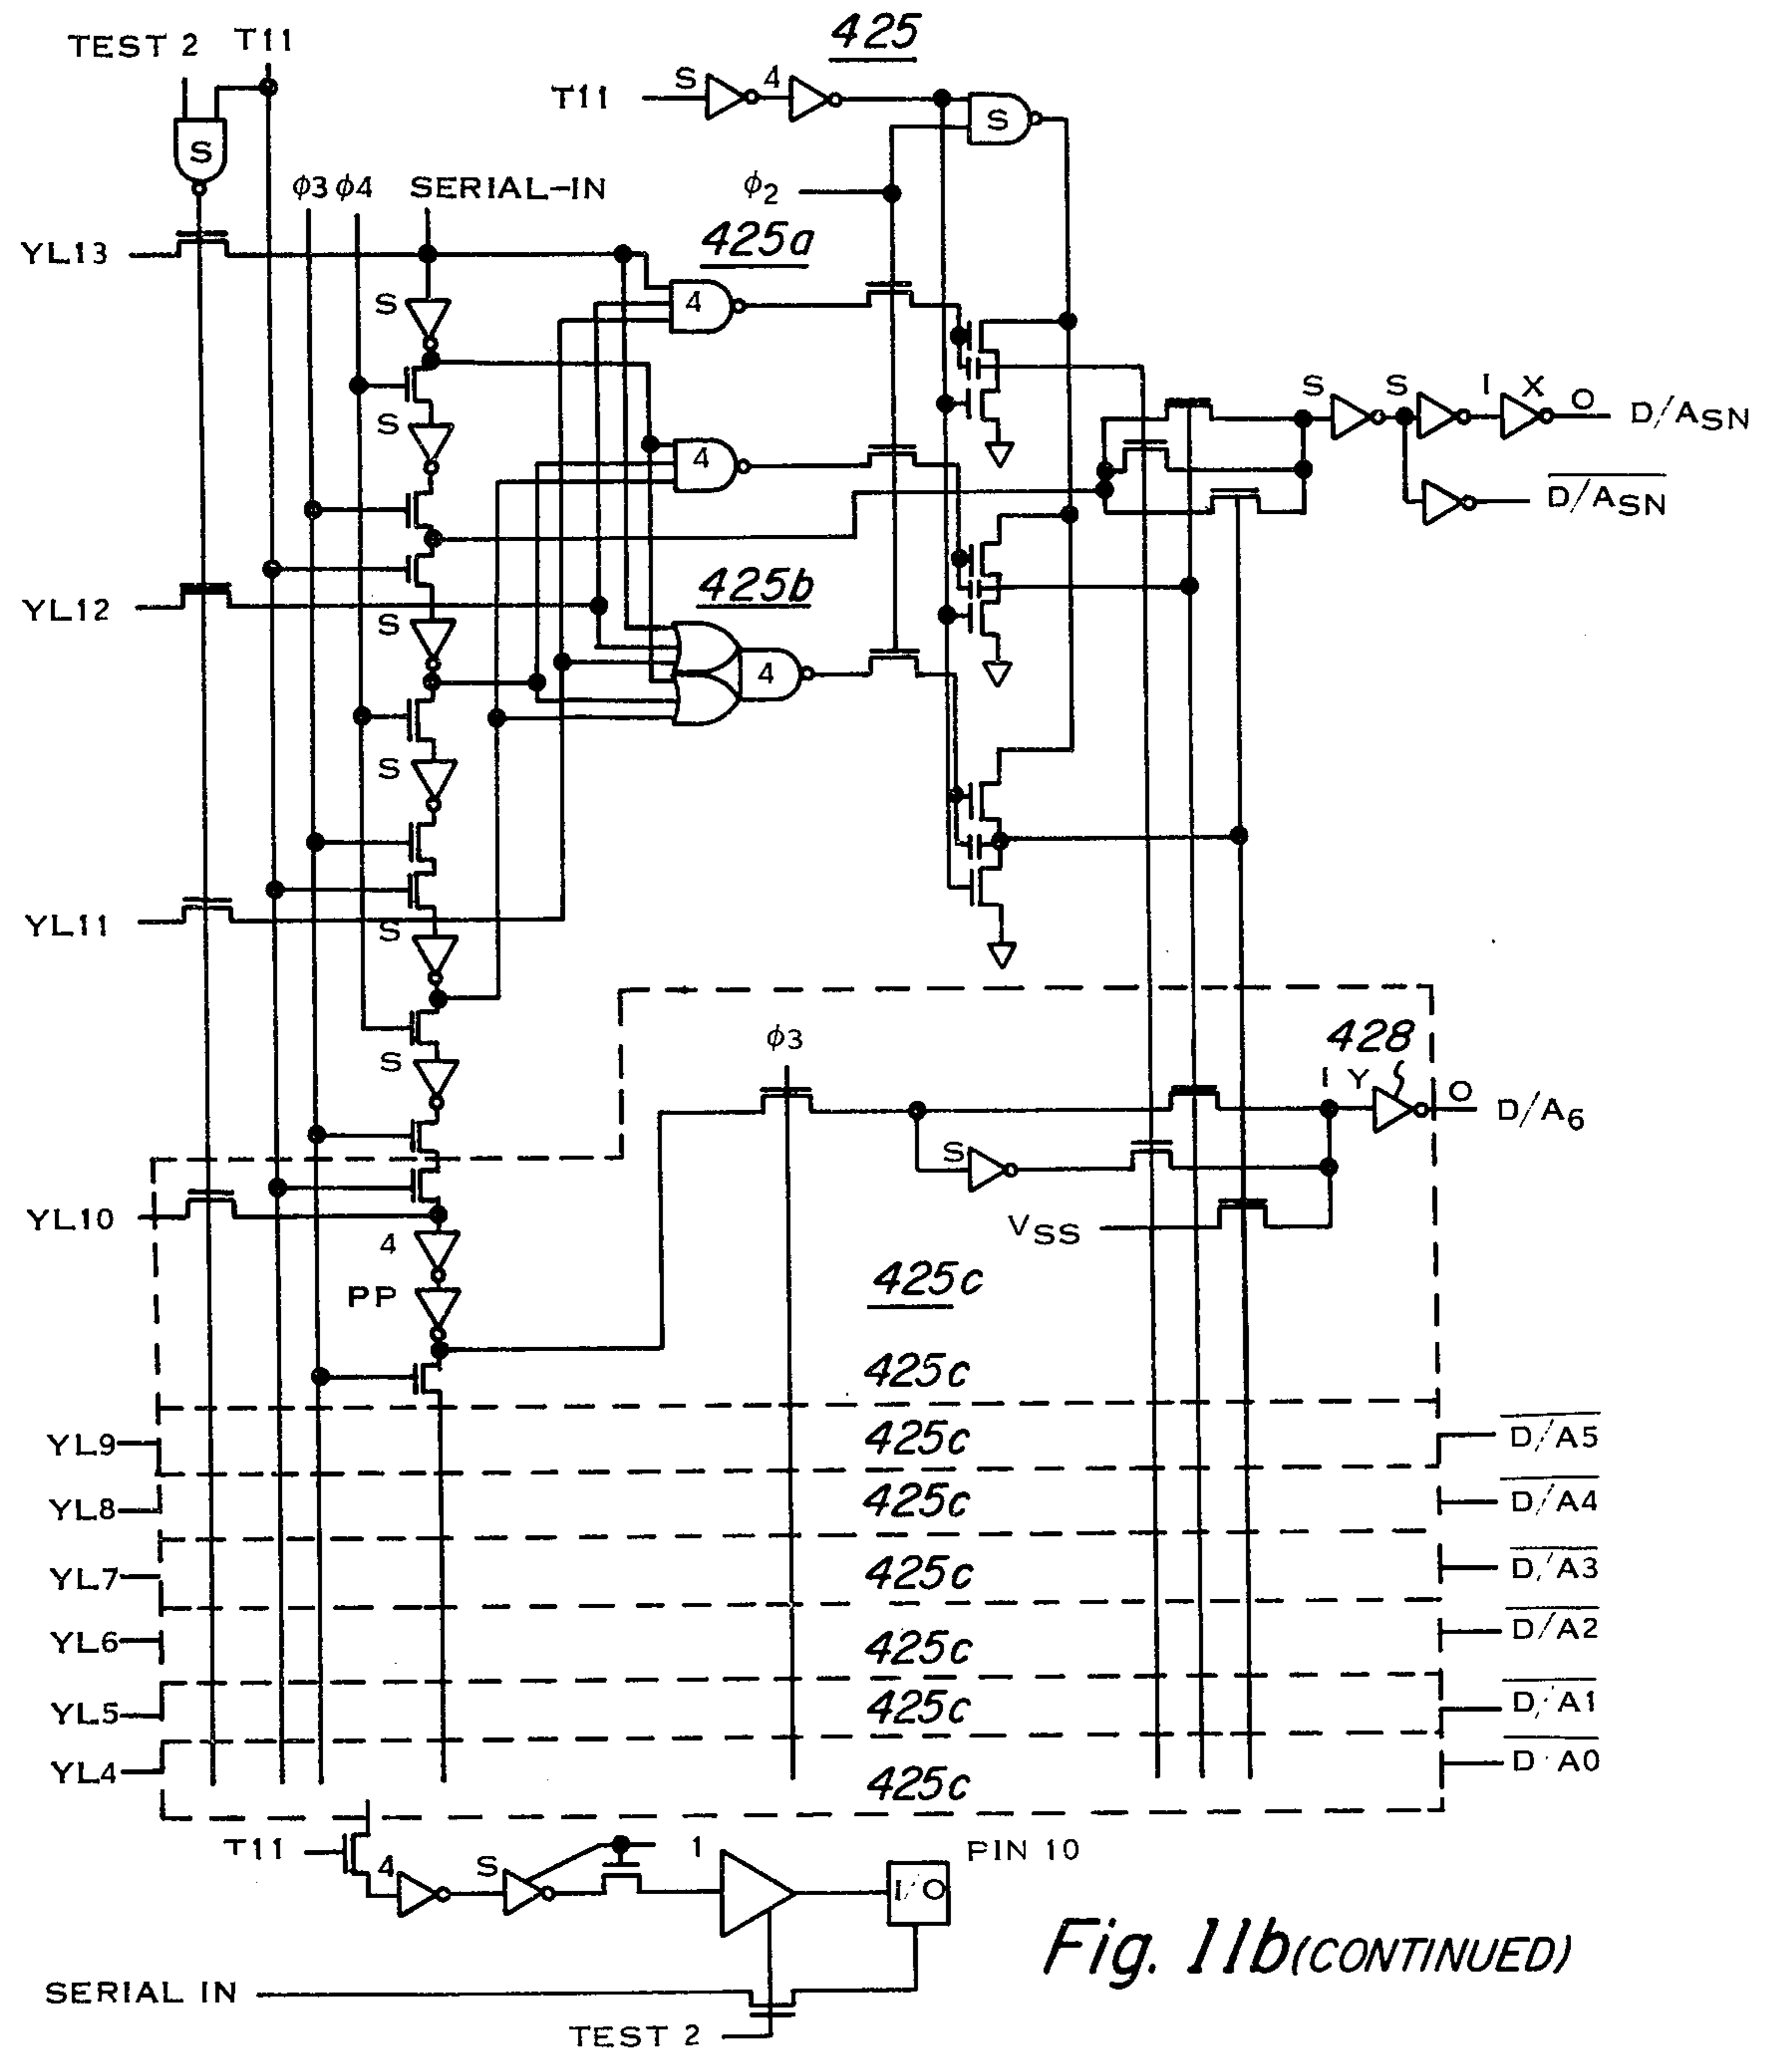 425
TEST 2
T11
T11
S
4
S
S
ϕ3
ϕ4
SERIAL-IN
ϕ2
425a
YL13
S
4
S
4
S
S
I
X
O
D/ASN
D/ASN
425b
YL12
S
4
S
YL11
S
ϕ3
428
S
I
Y
O
D/A6
S
YL10
VSS
4
425c
PP
425c
YL9
425c
D/A5
YL8
425c
D/A4
YL7
425c
D/A3
YL6
425c
D/A2
YL5
425c
D/A1
YL4
425c
D A0
T11
4
S
1
PIN 10
I/O
SERIAL IN
TEST 2
Fig. 11b (CONTINUED)